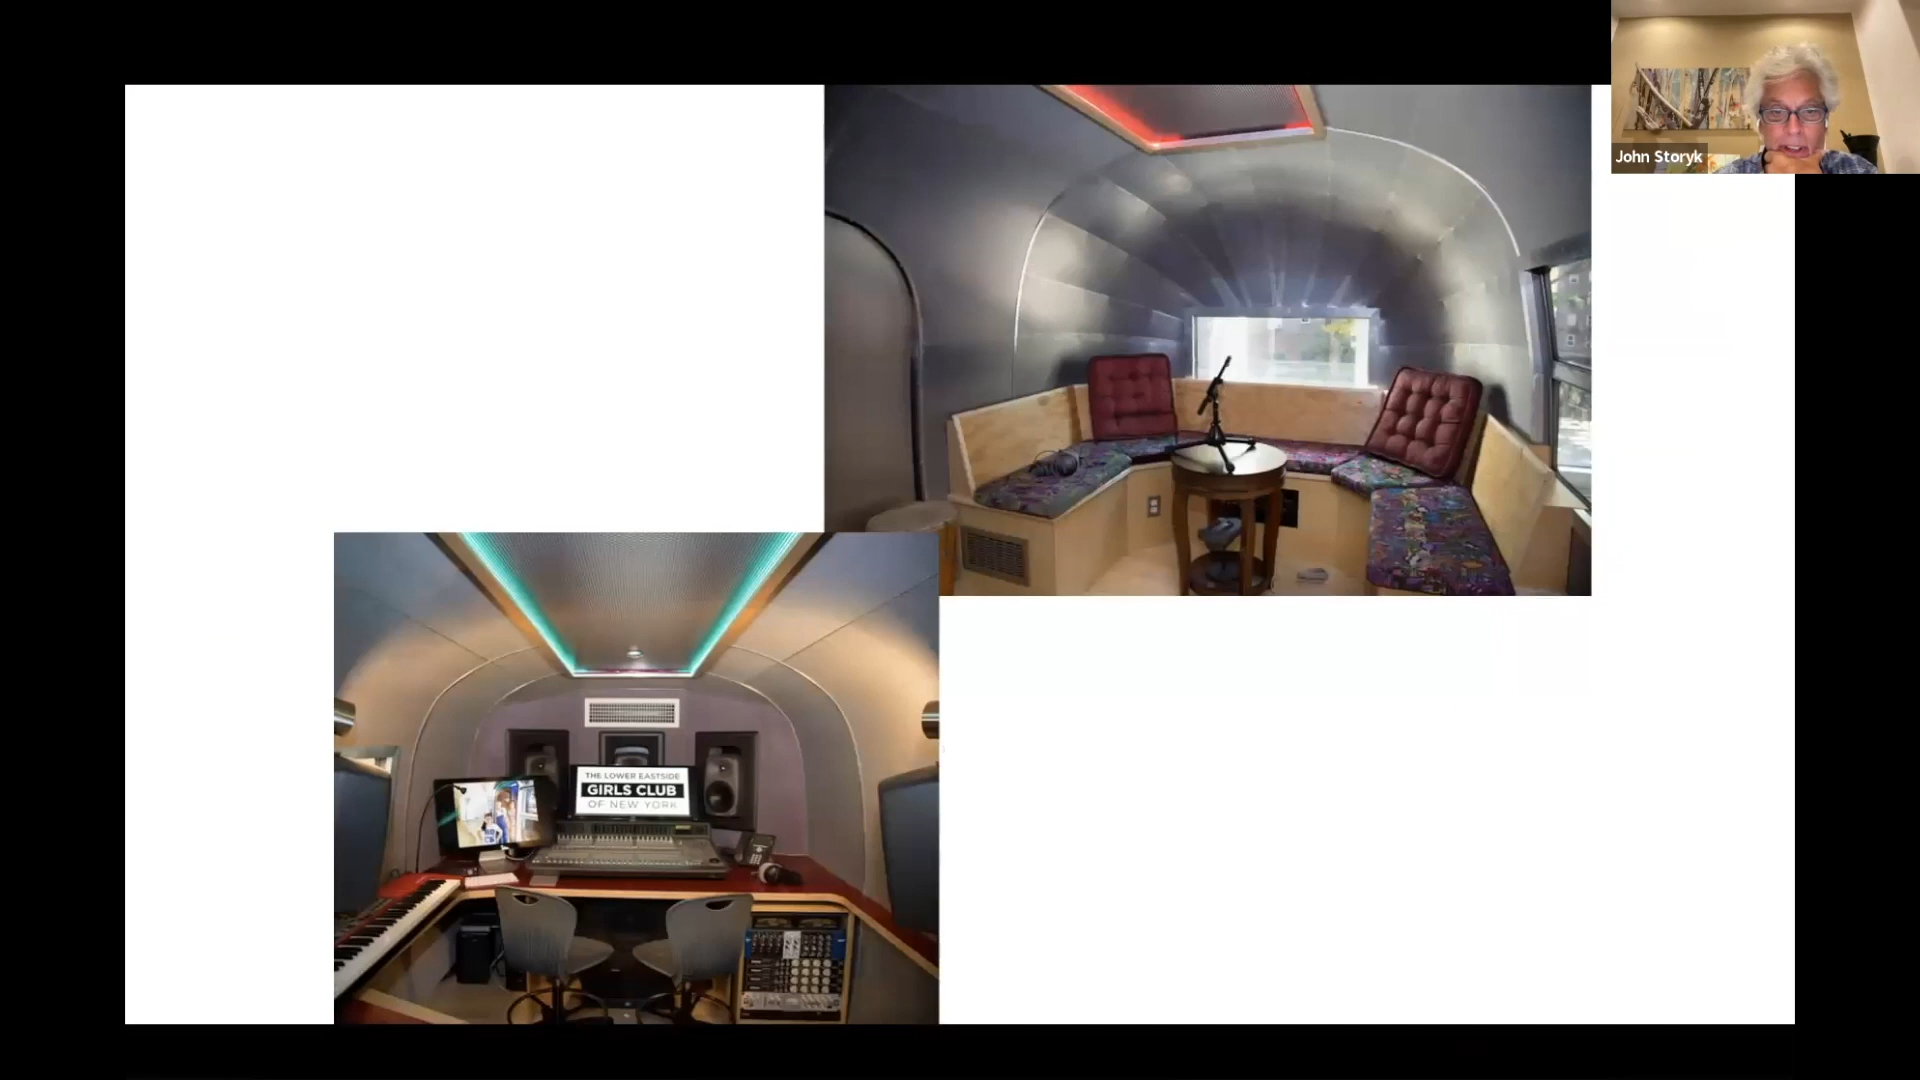 John Storyk
THE LOWER EASTSIDE
GIRLS CLUB
OF NEW YORK